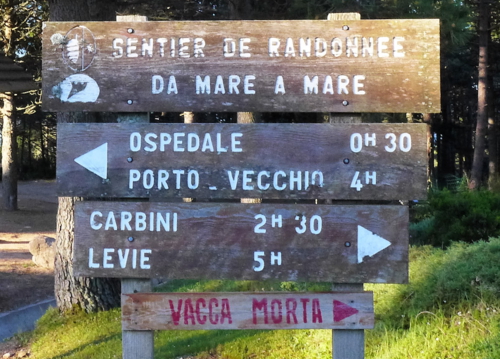 SENTIER DE RANDONNEE
DA MARE A MARE
OSPEDALE 0H 30
PORTO - VECCHIO 4H
CARBINI 2H 30
LEVIE 5H
VACCA MORTA